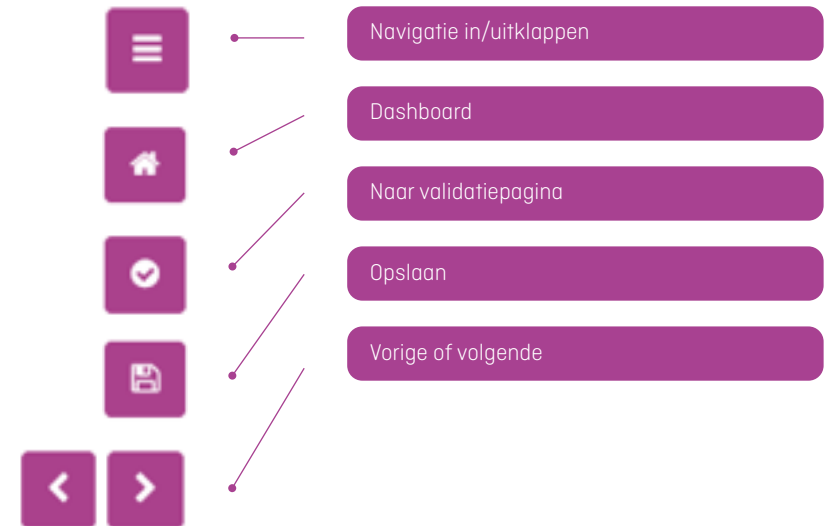 Navigatie in/uitklappen
Dashboard
Naar validatiepagina
Opslaan
Vorige of volgende